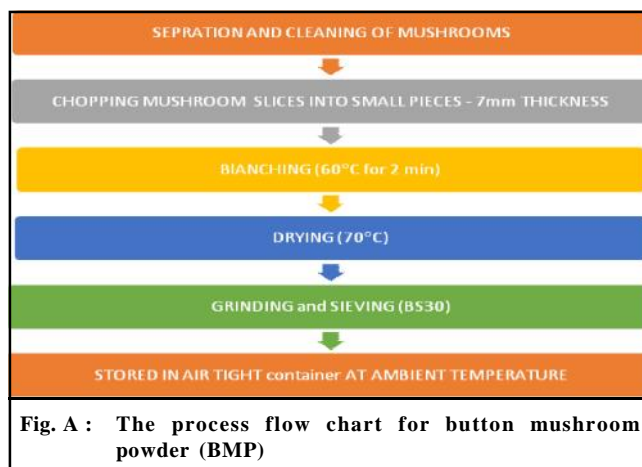 SEPRATION AND CLEANING OF MUSHROOMS
CHOPPING MUSHROOM SLICES INTO SMALL PIECES - 7mm THICKNESS
BIANCHING (60°C for 2 min)
DRYING (70°C)
GRINDING and SIEVING (BS30)
STORED IN AIR TIGHT container AT AMBIENT TEMPERATURE
Fig. A : The process flow chart for button mushroom
powder (BMP)